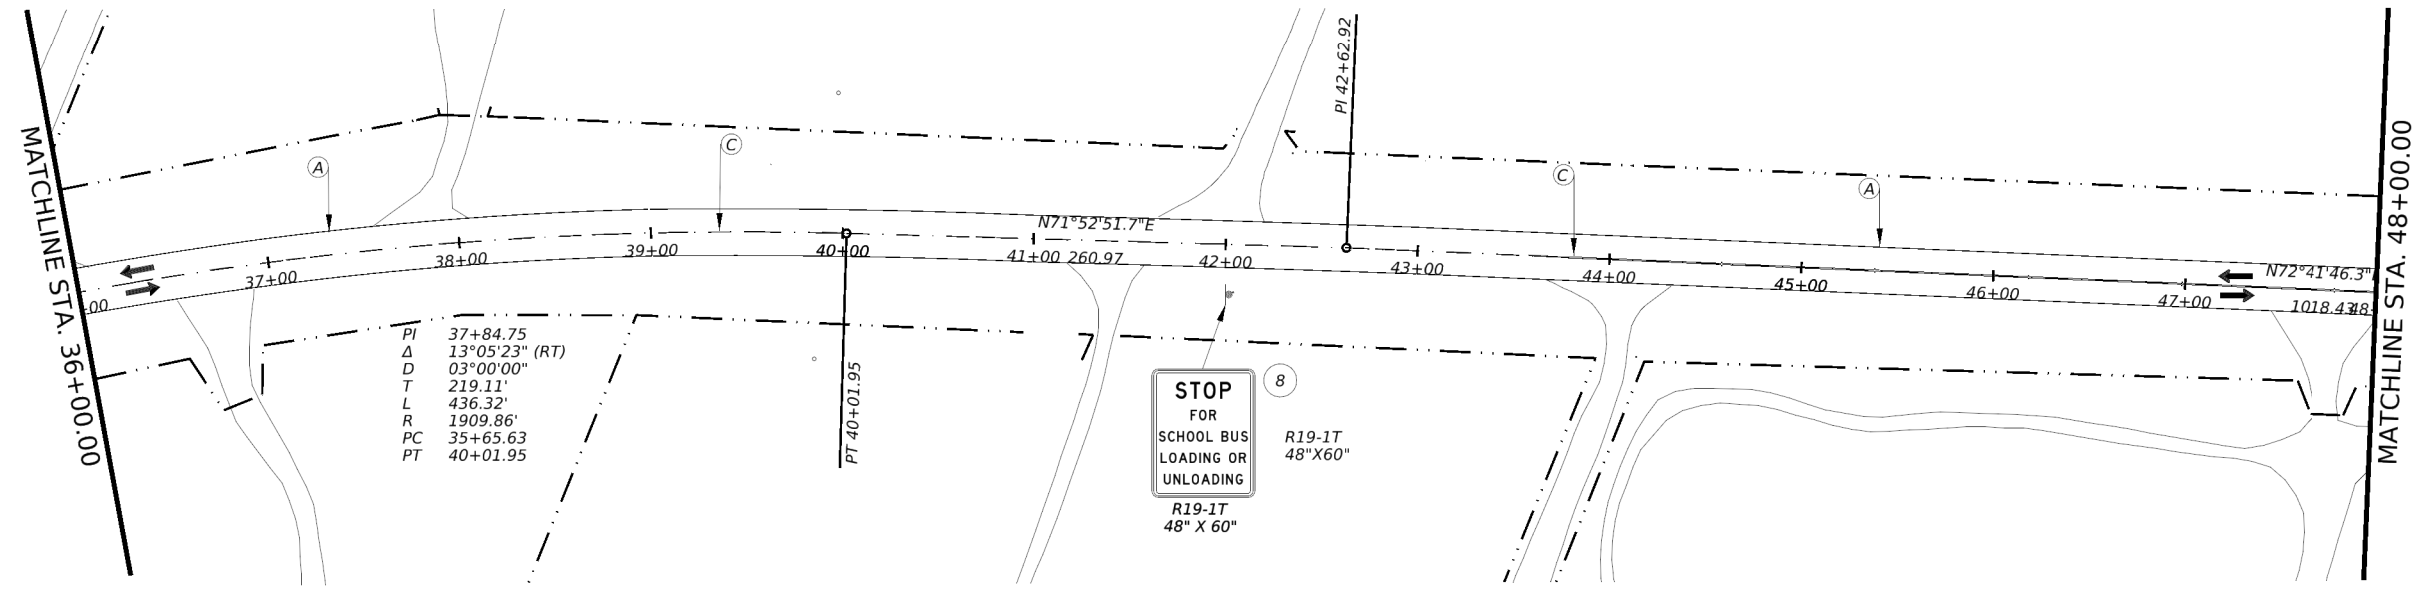 MATCHLINE STA. 36+00.00
PI 42+62.92
MATCHLINE STA. 48+00.00
A
C
C
A
N71°52'51.7"E
N72°41'46.3"
00
37+00
38+00
39+00
40+00
41+00
260.97
42+00
43+00
44+00
45+00
46+00
47+00
1018.43
48+
PI 37+84.75
Δ 13°05'23" (RT)
D 03°00'00"
T 219.11'
L 436.32'
R 1909.86'
PC 35+65.63
PT 40+01.95
PT 40+01.95
STOP
FOR
SCHOOL BUS
LOADING OR
UNLOADING
8
R19-1T
48"X60"
R19-1T
48" X 60"